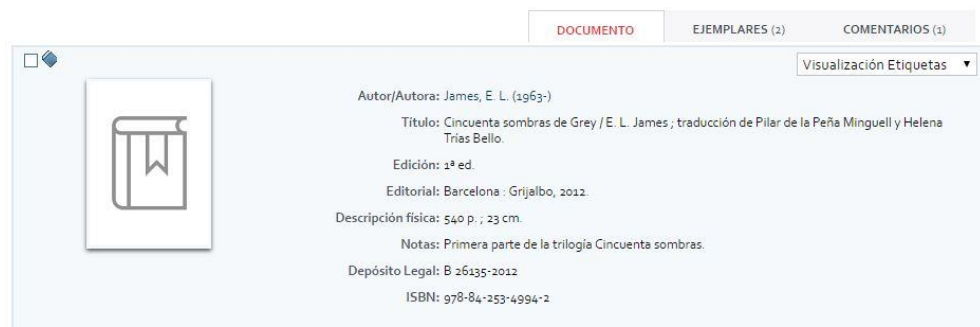 DOCUMENTO EJEMPLARES (2) COMENTARIOS (1)
Visualización Etiquetas
Autor/Autora: James, E. L. (1963-)
Título: Cincuenta sombras de Grey / E. L. James ; traducción de Pilar de la Peña Minguell y Helena
Trías Bello.
Edición: 1ª ed.
Editorial: Barcelona : Grijalbo, 2012.
Descripción física: 540 p. ; 23 cm.
Notas: Primera parte de la trilogía Cincuenta sombras.
Depósito Legal: B 26135-2012
ISBN: 978-84-253-4994-2